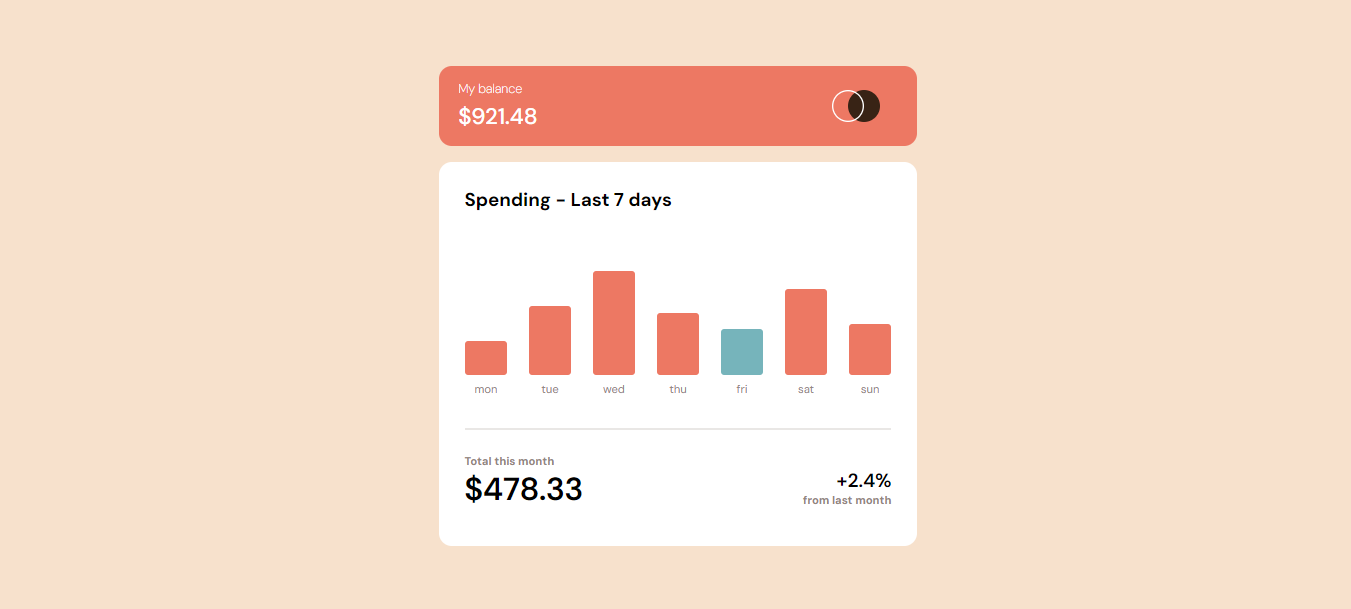 My balance
$921.48
Spending - Last 7 days
mon tue wed thu fri sat sun
Total this month
$478.33
+2.4%
from last month